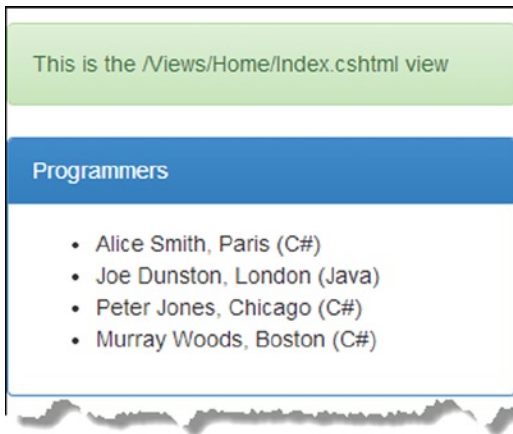 This is the /Views/Home/Index.cshtml view
Programmers
• Alice Smith, Paris (C#)
• Joe Dunston, London (Java)
• Peter Jones, Chicago (C#)
• Murray Woods, Boston (C#)